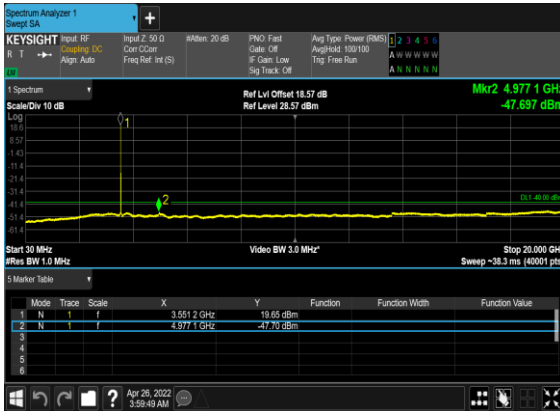 Spectrum Analyzer 1
Swept SA
+
KEYSIGHT Input: RF Input Z: 50 Ω #Atten: 20 dB PNO: Fast Avg Type: Power (RMS) 1 2 3 4 5 6
R T Coupling: DC Corr CCorr Gate: Off Avg|Hold: 100/100 A W W W W W
Align: Auto Freq Ref: Int (S) IF Gain: Low Trig: Free Run
Sig Track: Off A N N N N N
1 Spectrum
Ref Lvl Offset 18.57 dB Mkr2 4.977 1 GHz
Scale/Div 10 dB Ref Level 28.57 dBm -47.697 dBm
Log
18.6
8.57
-1.43
-11.4
-21.4
-31.4
-41.4
-51.4
-61.4
1
2
DL1 -40.00 dBm
Start 30 MHz Video BW 3.0 MHz* Stop 20.000 GHz
#Res BW 1.0 MHz Sweep ~38.3 ms (40001 pts)
5 Marker Table
Mode Trace Scale X Y Function Function Width Function Value
1 N 1 f 3.551 2 GHz 19.65 dBm
2 N 1 f 4.977 1 GHz -47.70 dBm
3
4
5
6
? Apr 26, 2022
3:59:49 AM